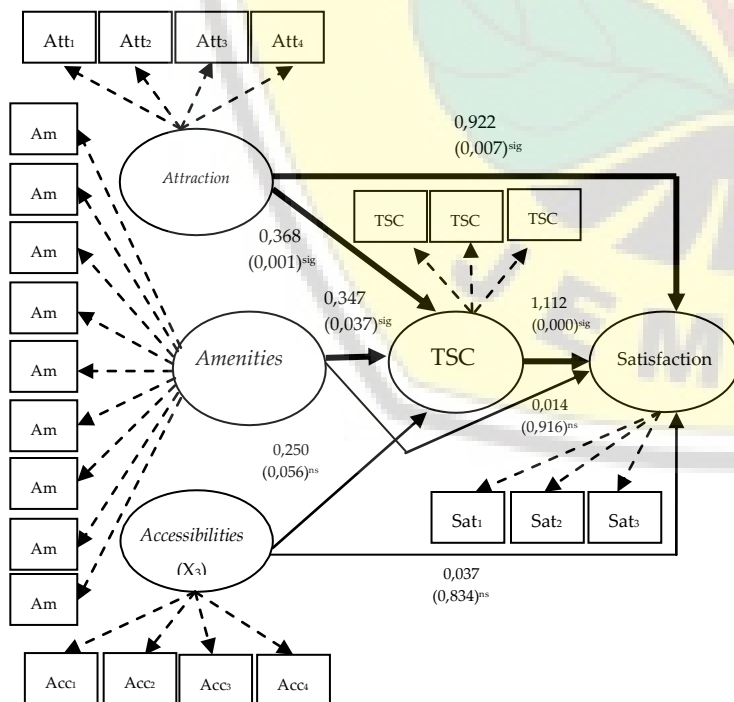 Att₁ Att₂ Att₃ Att₄
Am
Am
Am
Am
Am
Am
Am
Am
Am
Attraction
0,922
(0,007)sig
TSC TSC TSC
0,368
(0,001)sig
0,347
(0,037)sig
1,112
(0,000)sig
Amenities
TSC
Satisfaction
0,014
(0,916)ns
0,250
(0,056)ns
Accessibilities
(X₃)
Sat₁ Sat₂ Sat₃
0,037
(0,834)ns
Acc₁ Acc₂ Acc₃ Acc₄
JEM